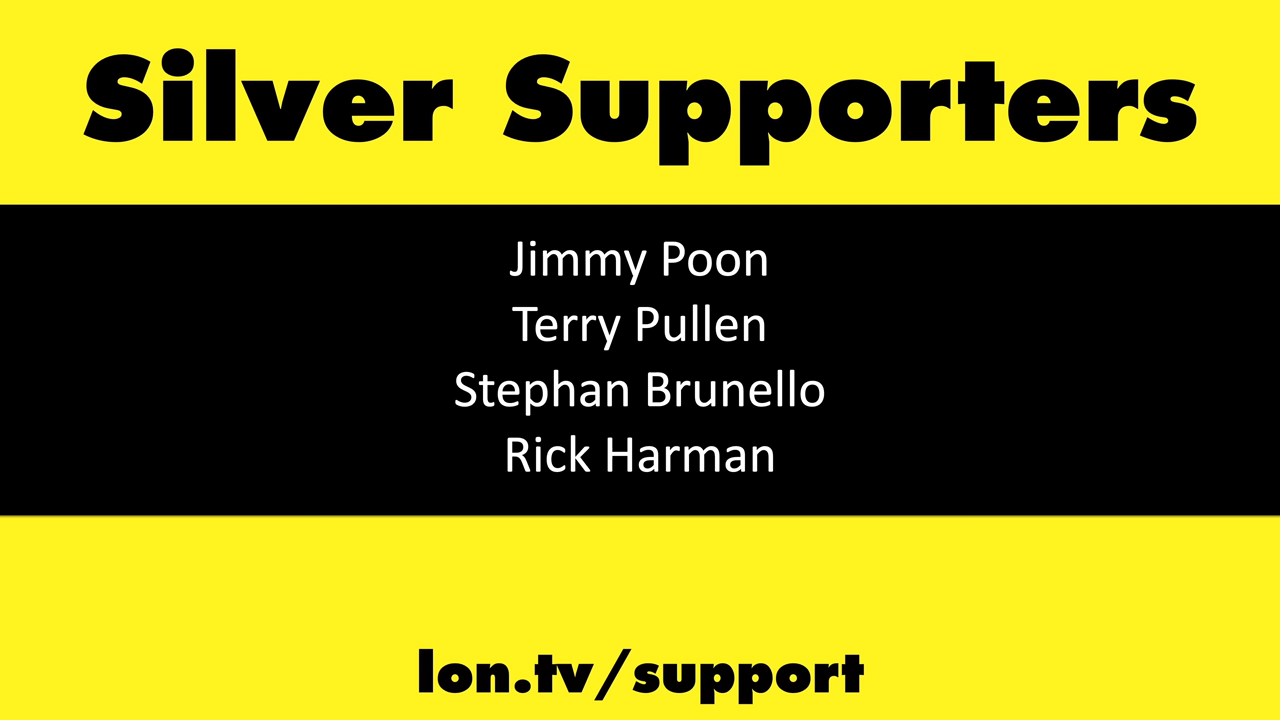 Silver Supporters
Jimmy Poon
Terry Pullen
Stephan Brunello
Rick Harman
lon.tv/support